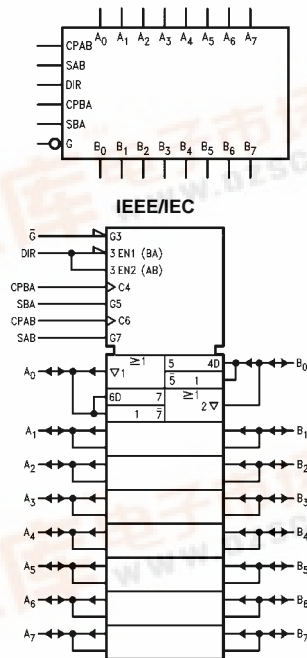 A₀ A₁ A₂ A₃ A₄ A₅ A₆ A₇
CPAB
SAB
DIR
CPBA
SBA
G
B₀ B₁ B₂ B₃ B₄ B₅ B₆ B₇
IEEE/IEC
G̅ G3
DIR 3 EN1 (BA)
3 EN2 (AB)
CPBA C4
SBA G5
CPAB C6
SAB G7
A₀ ≥1 5 4D B₀
▽1 5̅ 1
6D 7 ≥1
1 7̅ 2▽
A₁ B₁
A₂ B₂
A₃ B₃
A₄ B₄
A₅ B₅
A₆ B₆
A₇ B₇